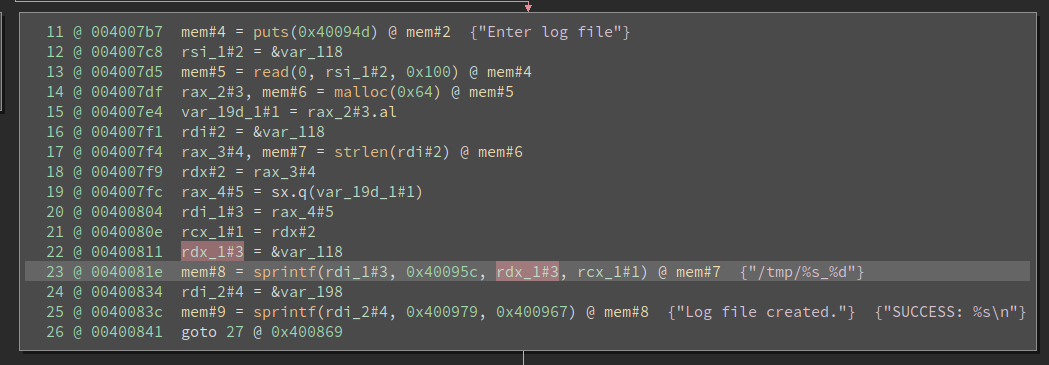 11 @ 004007b7 mem#4 = puts(0x40094d) @ mem#2 {"Enter log file"}
12 @ 004007c8 rsi_1#2 = &var_118
13 @ 004007d5 mem#5 = read(0, rsi_1#2, 0x100) @ mem#4
14 @ 004007df rax_2#3, mem#6 = malloc(0x64) @ mem#5
15 @ 004007e4 var_19d_1#1 = rax_2#3.al
16 @ 004007f1 rdi#2 = &var_118
17 @ 004007f4 rax_3#4, mem#7 = strlen(rdi#2) @ mem#6
18 @ 004007f9 rdx#2 = rax_3#4
19 @ 004007fc rax_4#5 = sx.q(var_19d_1#1)
20 @ 00400804 rdi_1#3 = rax_4#5
21 @ 0040080e rcx_1#1 = rdx#2
22 @ 00400811 rdx_1#3 = &var_118
23 @ 0040081e mem#8 = sprintf(rdi_1#3, 0x40095c, rdx_1#3, rcx_1#1) @ mem#7 {"/tmp/%s_%d"}
24 @ 00400834 rdi_2#4 = &var_198
25 @ 0040083c mem#9 = sprintf(rdi_2#4, 0x400979, 0x400967) @ mem#8 {"Log file created."} {"SUCCESS: %s\n"}
26 @ 00400841 goto 27 @ 0x400869